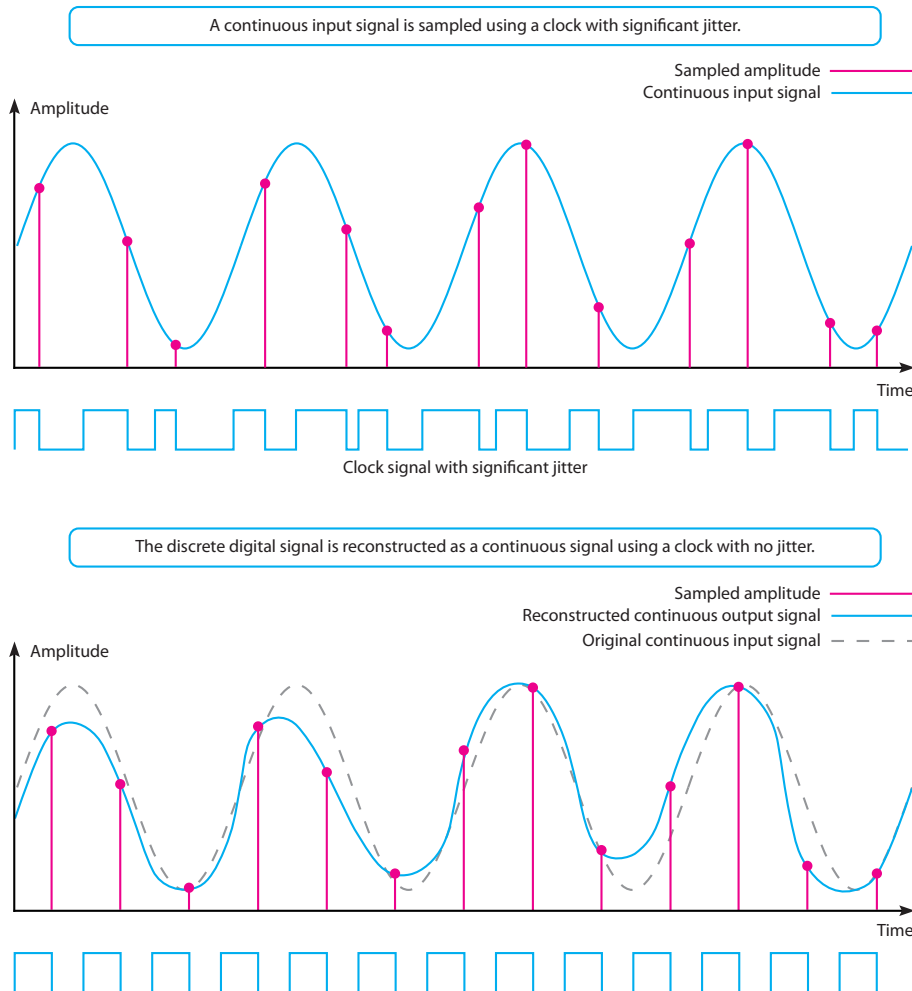 A continuous input signal is sampled using a clock with significant jitter.
Sampled amplitude
Continuous input signal
Amplitude
Time
Clock signal with significant jitter
The discrete digital signal is reconstructed as a continuous signal using a clock with no jitter.
Sampled amplitude
Reconstructed continuous output signal
Original continuous input signal
Amplitude
Time